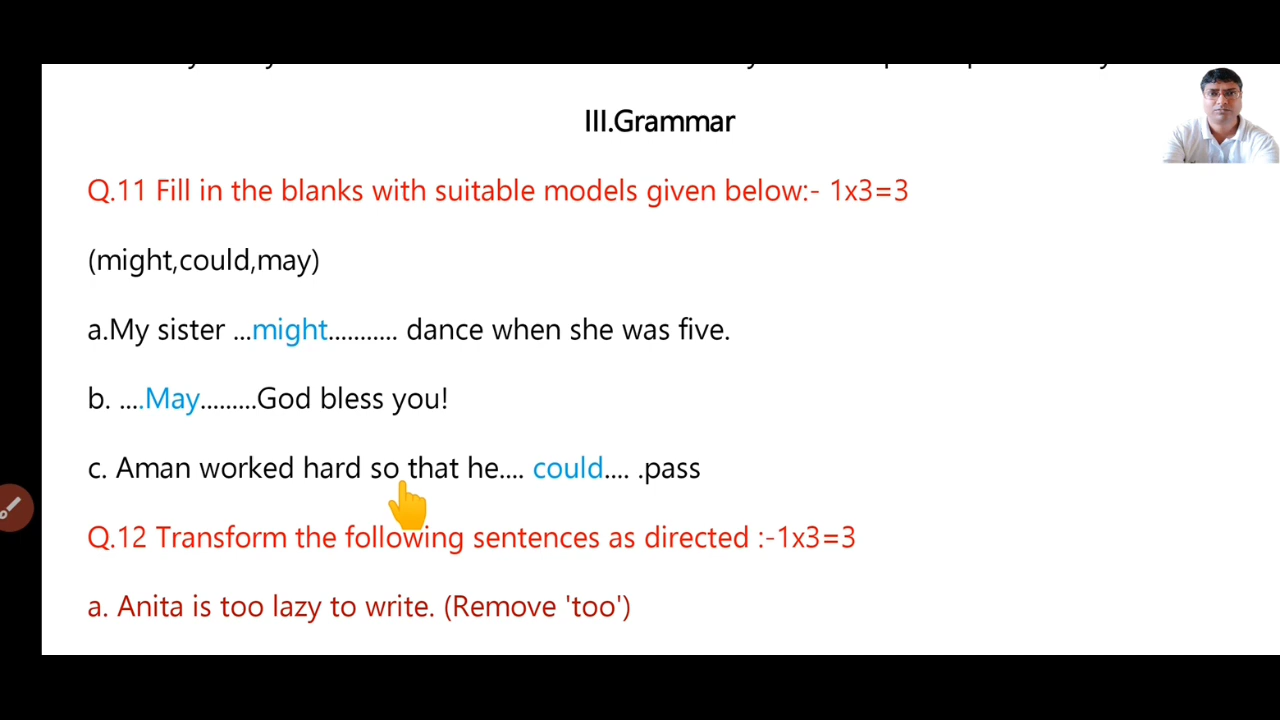 III.Grammar
Q.11 Fill in the blanks with suitable models given below:- 1x3=3
(might,could,may)
a.My sister ...might........... dance when she was five.
b. ....May.........God bless you!
c. Aman worked hard so that he.... could.... .pass
Q.12 Transform the following sentences as directed :-1x3=3
a. Anita is too lazy to write. (Remove 'too')